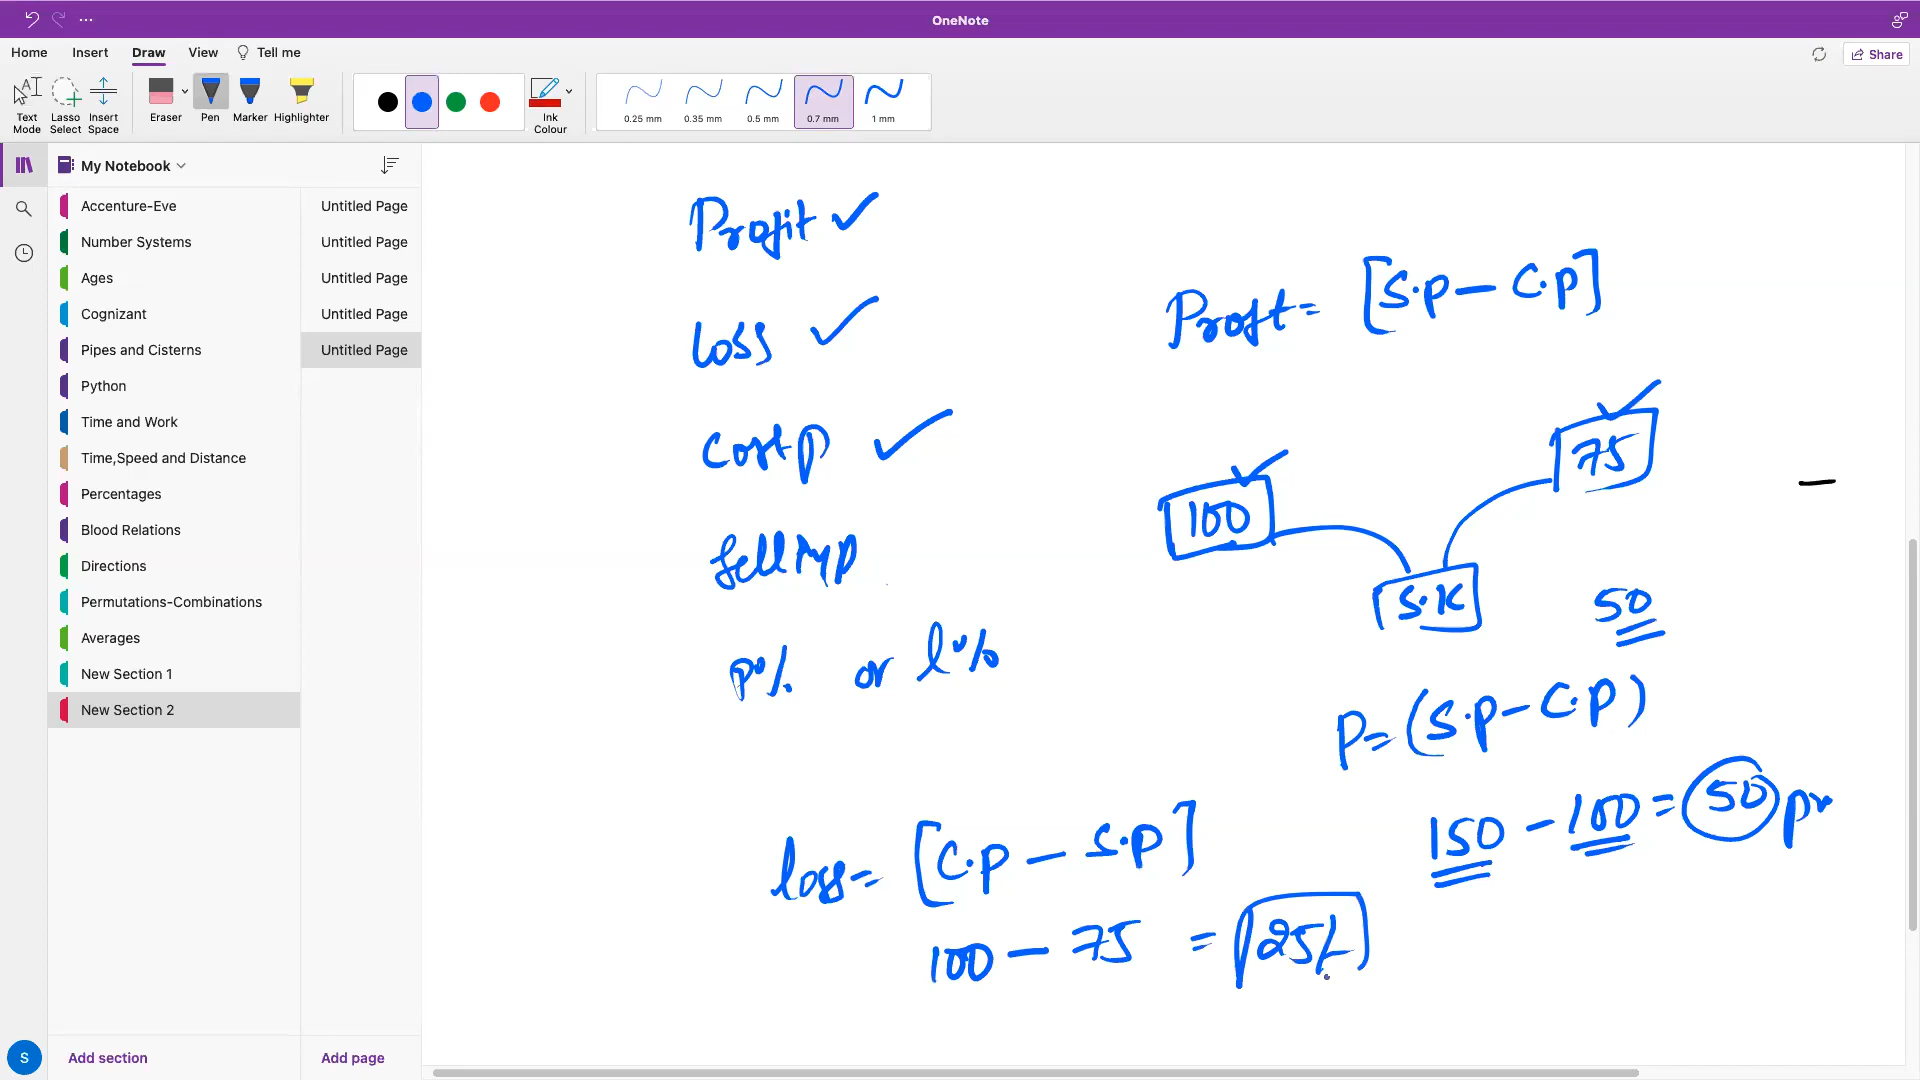 OneNote
Home Insert Draw View Tell me
Share
Text Mode
Lasso Select
Insert Space
Eraser
Pen
Marker
Highlighter
Ink Colour
0.25 mm
0.35 mm
0.5 mm
0.7 mm
1 mm
My Notebook
Accenture-Eve
Number Systems
Ages
Cognizant
Pipes and Cisterns
Python
Time and Work
Time,Speed and Distance
Percentages
Blood Relations
Directions
Permutations-Combinations
Averages
New Section 1
New Section 2
Untitled Page
Untitled Page
Untitled Page
Untitled Page
Untitled Page
S
Add section
Add page
Profit ✓
loss ✓
Cost p ✓
p% or l%
Profit = [S.P – C.P]
100
75
S.K
50
P = (S.P – C.P)
150 – 100 = 50 pr
loss = [C.P – S.P]
100 – 75 = 25/-